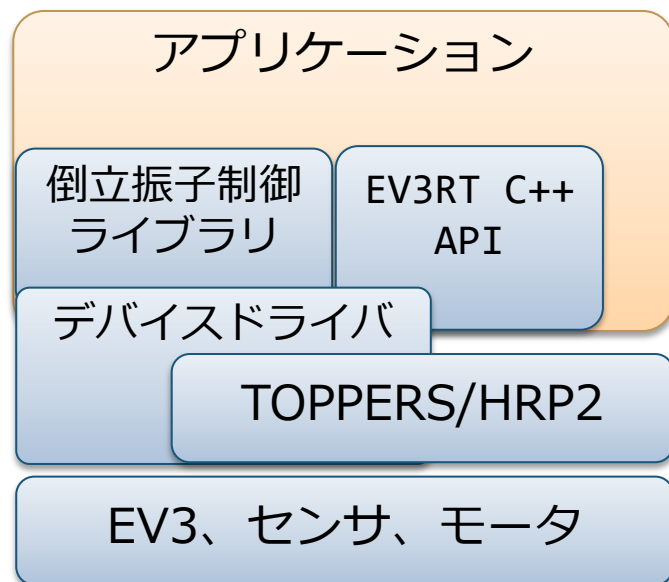 アプリケーション
倒立振子制御
ライブラリ
EV3RT C++
API
デバイスドライバ
TOPPERS/HRP2
EV3、センサ、モータ